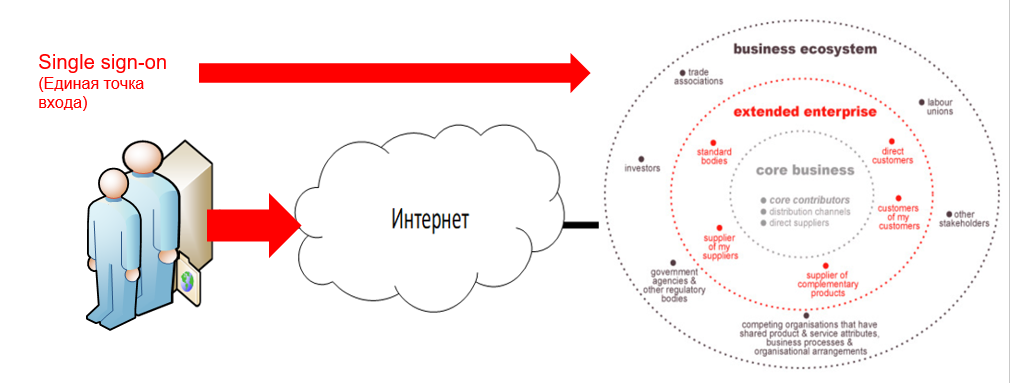 Single sign-on
(Единая точка
входа)
Интернет
business ecosystem
trade
associations
labour
unions
investors
other
stakeholders
government
agencies &
other regulatory
bodies
competing organisations that have
shared product & service attributes,
business processes &
organisational arrangements
extended enterprise
standard
bodies
direct
customers
customers
of my
customers
supplier
of my
suppliers
supplier of
complementary
products
core business
core contributors
distribution channels
direct suppliers